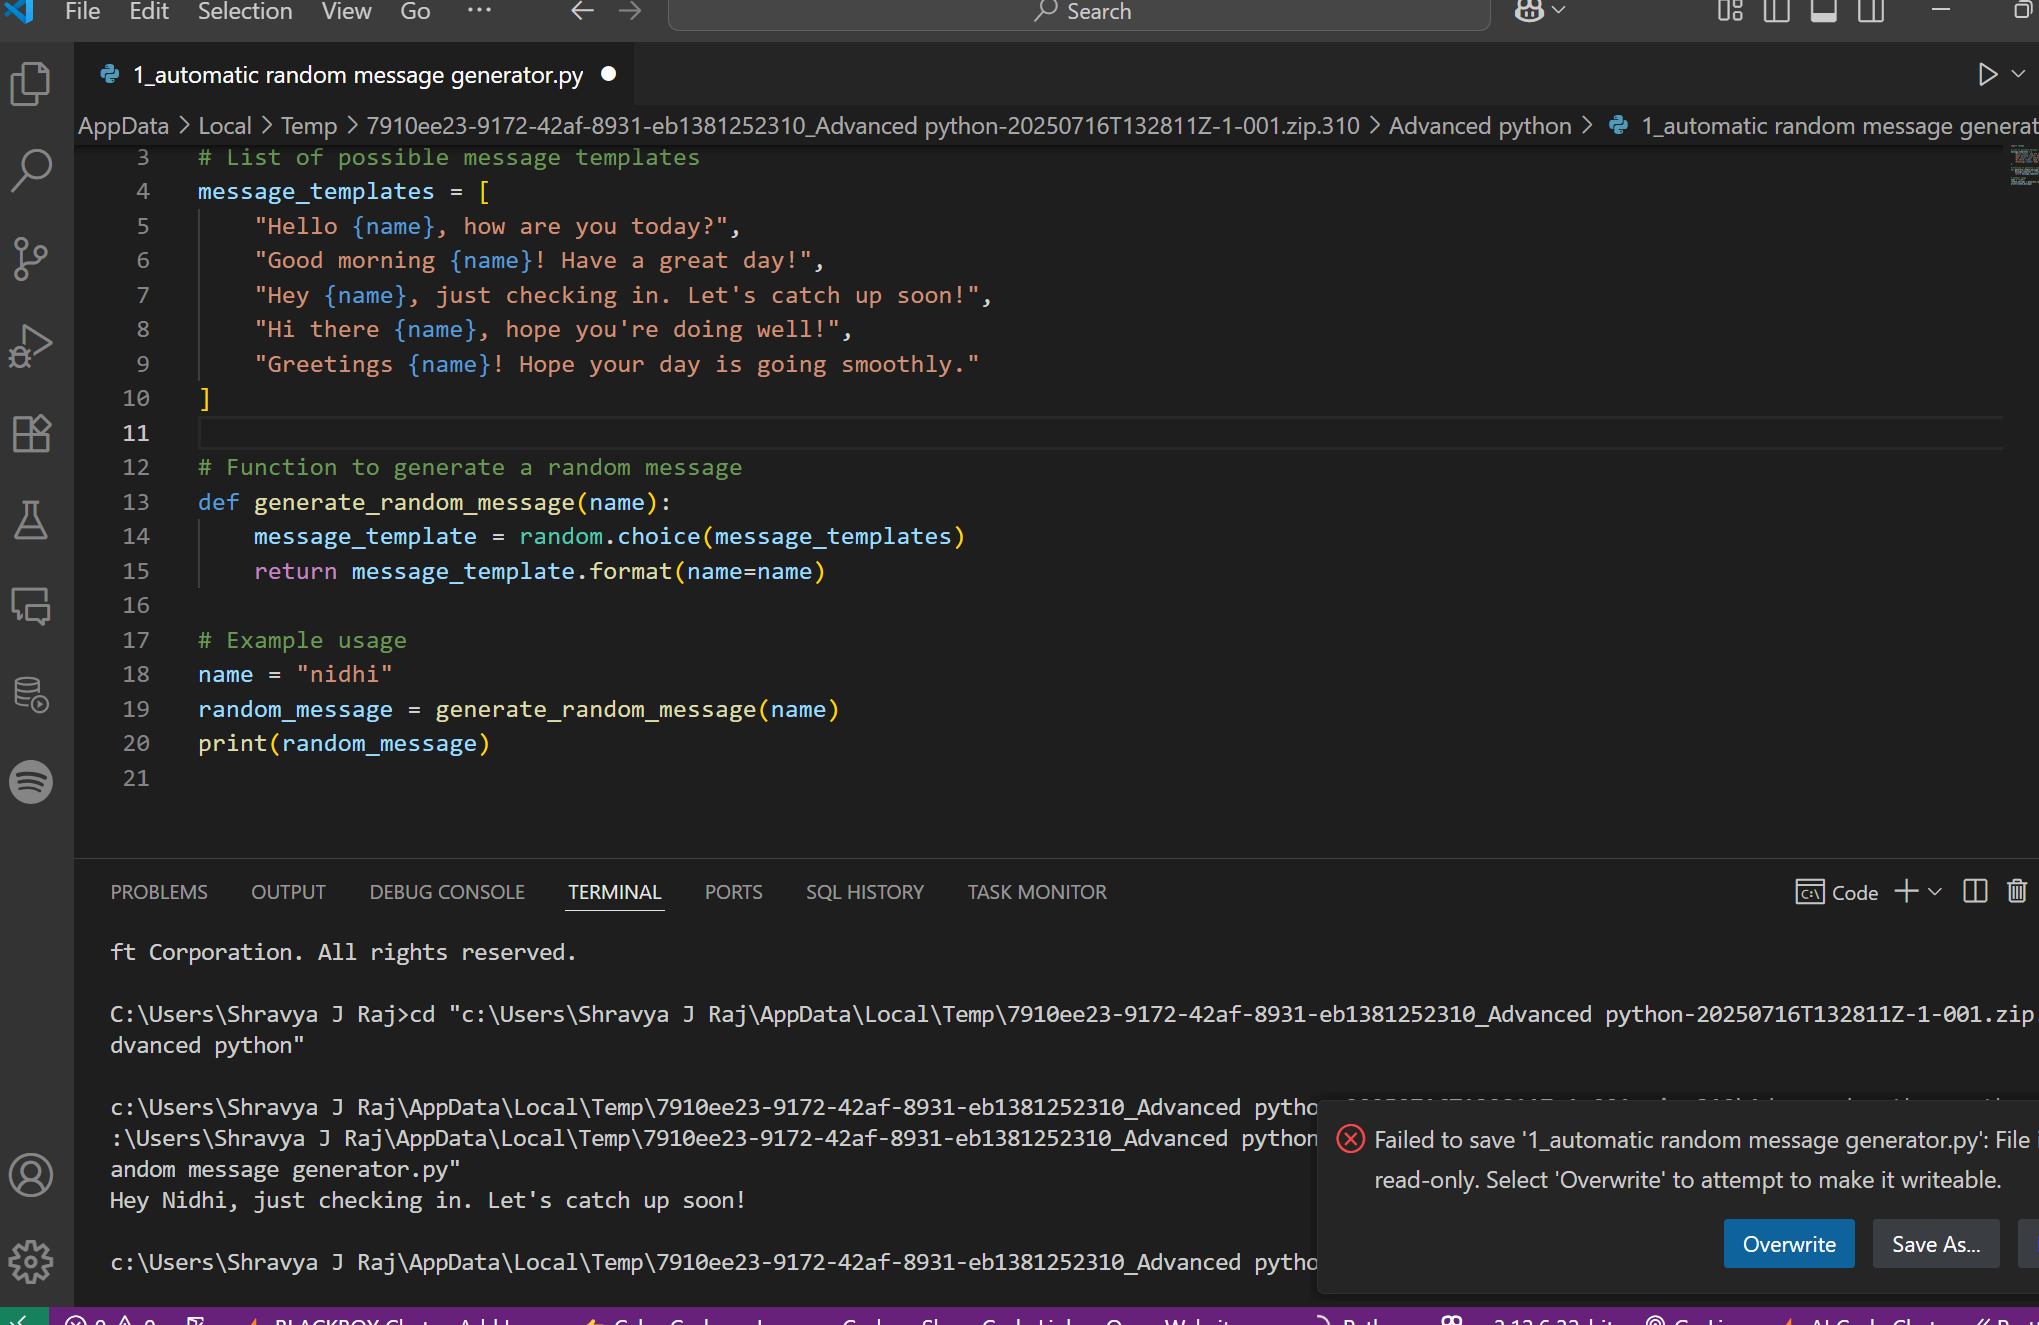 File Edit Selection View Go ··· Search
1_automatic random message generator.py
AppData > Local > Temp > 7910ee23-9172-42af-8931-eb1381252310_Advanced python-20250716T132811Z-1-001.zip.310 > Advanced python > 1_automatic random message generat
3 # List of possible message templates
4 message_templates = [
5 "Hello {name}, how are you today?",
6 "Good morning {name}! Have a great day!",
7 "Hey {name}, just checking in. Let's catch up soon!",
8 "Hi there {name}, hope you're doing well!",
9 "Greetings {name}! Hope your day is going smoothly."
10 ]
11
12 # Function to generate a random message
13 def generate_random_message(name):
14 message_template = random.choice(message_templates)
15 return message_template.format(name=name)
16
17 # Example usage
18 name = "nidhi"
19 random_message = generate_random_message(name)
20 print(random_message)
21
PROBLEMS OUTPUT DEBUG CONSOLE TERMINAL PORTS SQL HISTORY TASK MONITOR Code
ft Corporation. All rights reserved.
C:\Users\Shravya J Raj>cd "c:\Users\Shravya J Raj\AppData\Local\Temp\7910ee23-9172-42af-8931-eb1381252310_Advanced python-20250716T132811Z-1-001.zip
dvanced python"
c:\Users\Shravya J Raj\AppData\Local\Temp\7910ee23-9172-42af-8931-eb1381252310_Advanced pytho
:\Users\Shravya J Raj\AppData\Local\Temp\7910ee23-9172-42af-8931-eb1381252310_Advanced python
andom message generator.py"
Hey Nidhi, just checking in. Let's catch up soon!
c:\Users\Shravya J Raj\AppData\Local\Temp\7910ee23-9172-42af-8931-eb1381252310_Advanced pytho
Failed to save '1_automatic random message generator.py': File
read-only. Select 'Overwrite' to attempt to make it writeable.
Overwrite Save As...